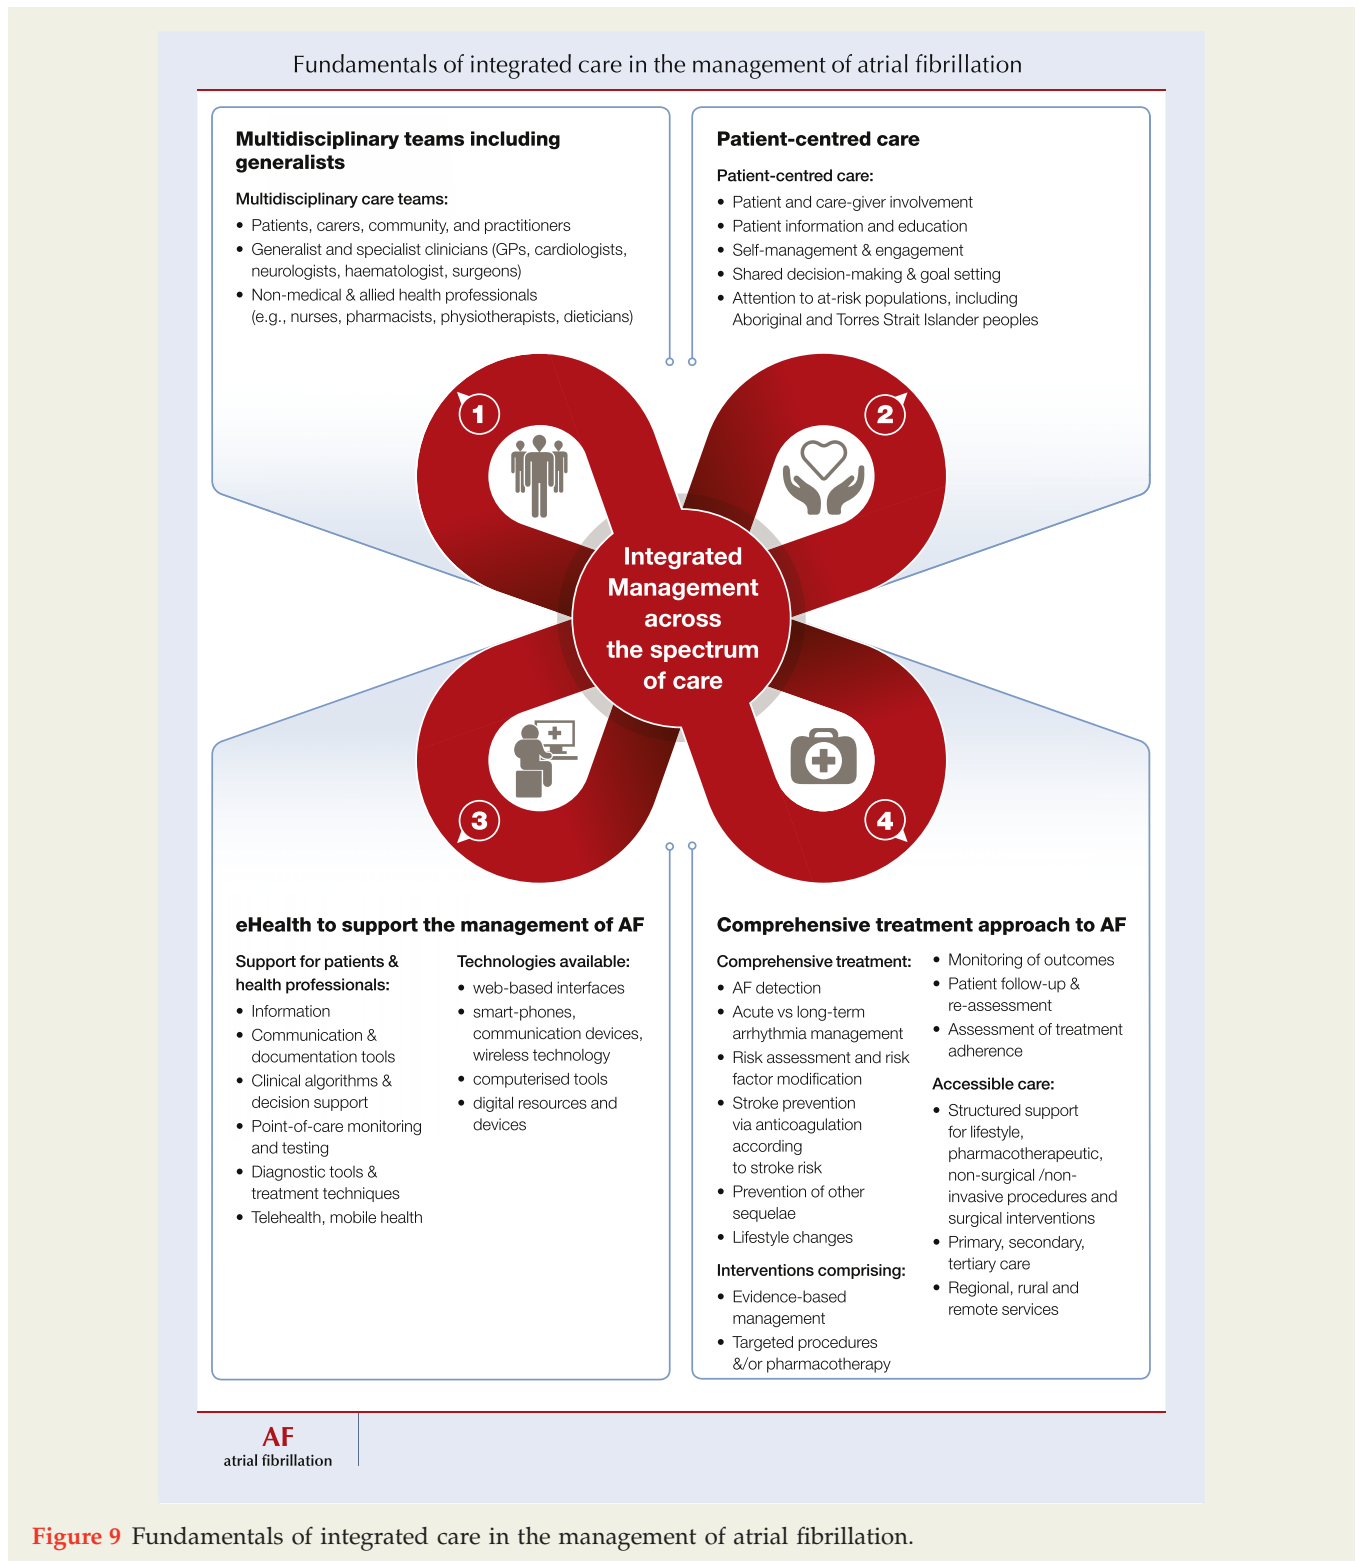 Fundamentals of integrated care in the management of atrial fibrillation
Multidisciplinary teams including
generalists
Multidisciplinary care teams:
• Patients, carers, community, and practitioners
• Generalist and specialist clinicians (GPs, cardiologists,
neurologists, haematologist, surgeons)
• Non-medical & allied health professionals
(e.g., nurses, pharmacists, physiotherapists, dieticians)
Patient-centred care
Patient-centred care:
• Patient and care-giver involvement
• Patient information and education
• Self-management & engagement
• Shared decision-making & goal setting
• Attention to at-risk populations, including
Aboriginal and Torres Strait Islander peoples
1
2
Integrated
Management
across
the spectrum
of care
3
4
eHealth to support the management of AF
Support for patients &
health professionals:
• Information
• Communication &
documentation tools
• Clinical algorithms &
decision support
• Point-of-care monitoring
and testing
• Diagnostic tools &
treatment techniques
• Telehealth, mobile health
Technologies available:
• web-based interfaces
• smart-phones,
communication devices,
wireless technology
• computerised tools
• digital resources and
devices
Comprehensive treatment approach to AF
Comprehensive treatment:
• AF detection
• Acute vs long-term
arrhythmia management
• Risk assessment and risk
factor modification
• Stroke prevention
via anticoagulation
according
to stroke risk
• Prevention of other
sequelae
• Lifestyle changes
Interventions comprising:
• Evidence-based
management
• Targeted procedures
&/or pharmacotherapy
• Monitoring of outcomes
• Patient follow-up &
re-assessment
• Assessment of treatment
adherence
Accessible care:
• Structured support
for lifestyle,
pharmacotherapeutic,
non-surgical /non-
invasive procedures and
surgical interventions
• Primary, secondary,
tertiary care
• Regional, rural and
remote services
AF
atrial fibrillation
Figure 9 Fundamentals of integrated care in the management of atrial fibrillation.